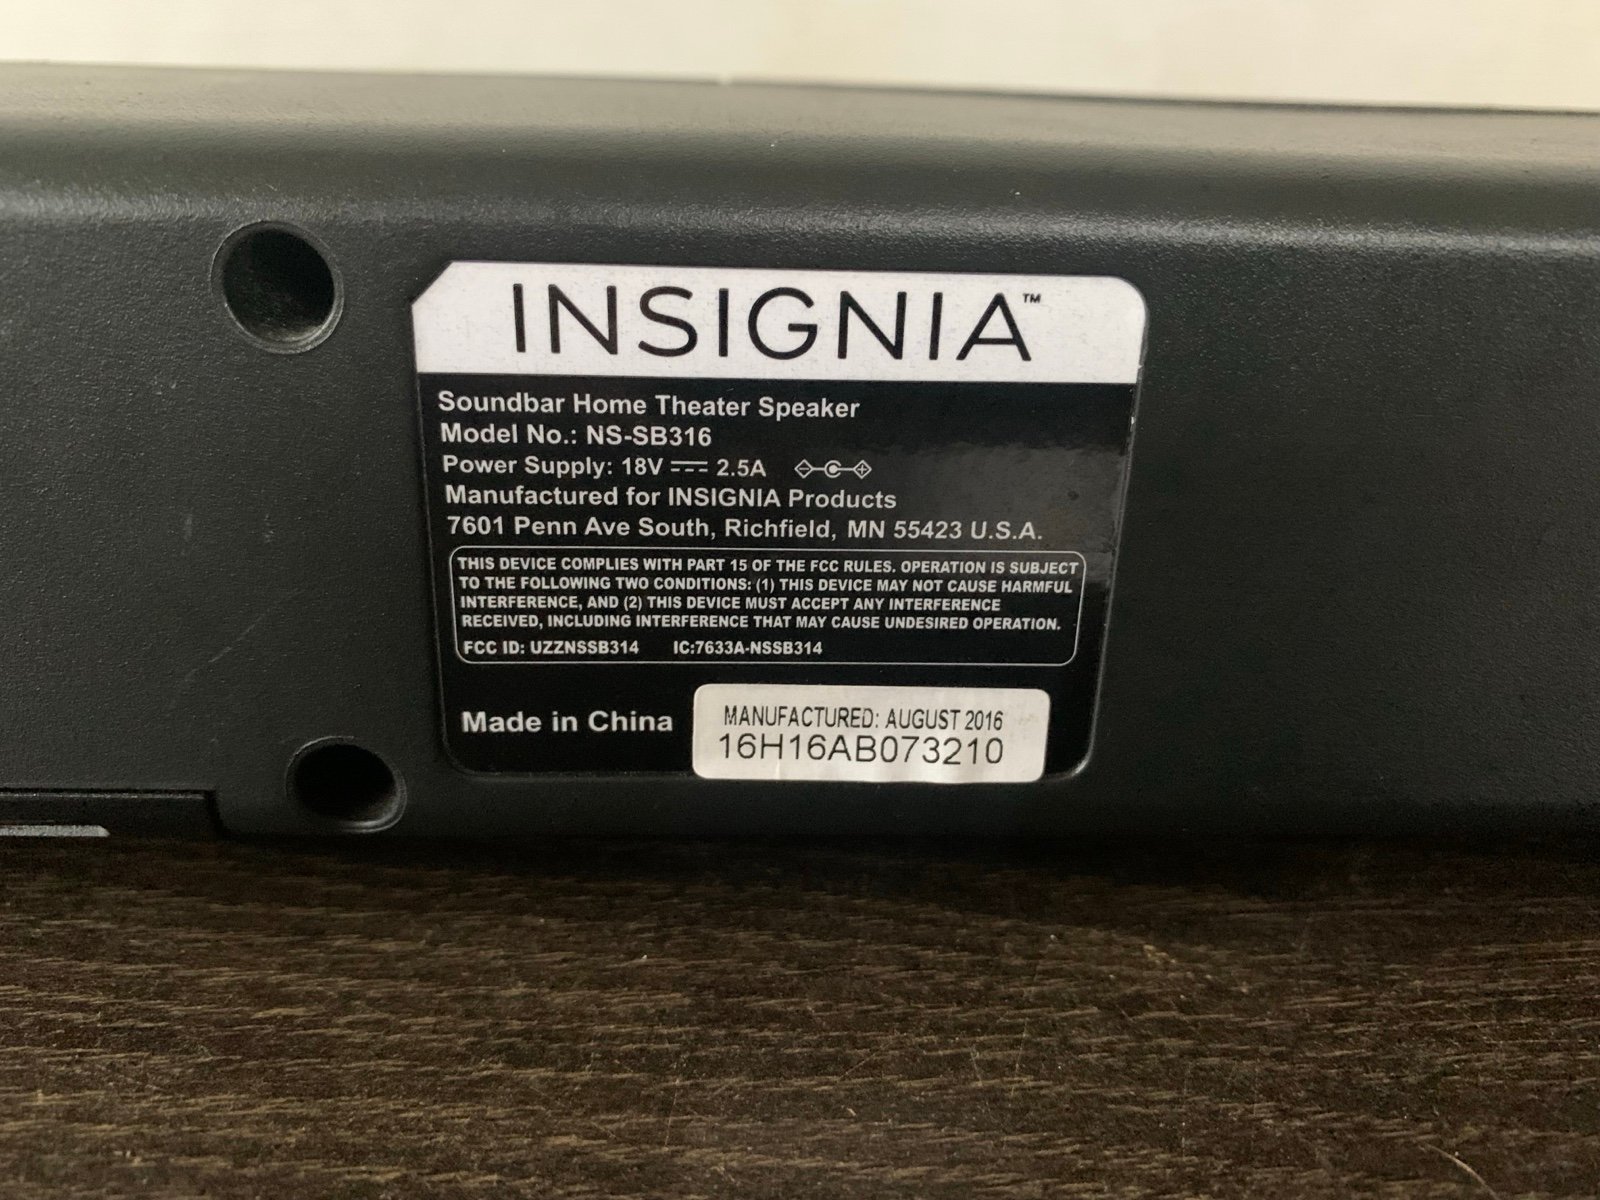 INSIGNIA™
Soundbar Home Theater Speaker
Model No.: NS-SB316
Power Supply: 18V ⎓ 2.5A
Manufactured for INSIGNIA Products
7601 Penn Ave South, Richfield, MN 55423 U.S.A.
THIS DEVICE COMPLIES WITH PART 15 OF THE FCC RULES. OPERATION IS SUBJECT
TO THE FOLLOWING TWO CONDITIONS: (1) THIS DEVICE MAY NOT CAUSE HARMFUL
INTERFERENCE, AND (2) THIS DEVICE MUST ACCEPT ANY INTERFERENCE
RECEIVED, INCLUDING INTERFERENCE THAT MAY CAUSE UNDESIRED OPERATION.
FCC ID: UZZNSSB314 IC:7633A-NSSB314
Made in China
MANUFACTURED: AUGUST 2016
16H16AB073210